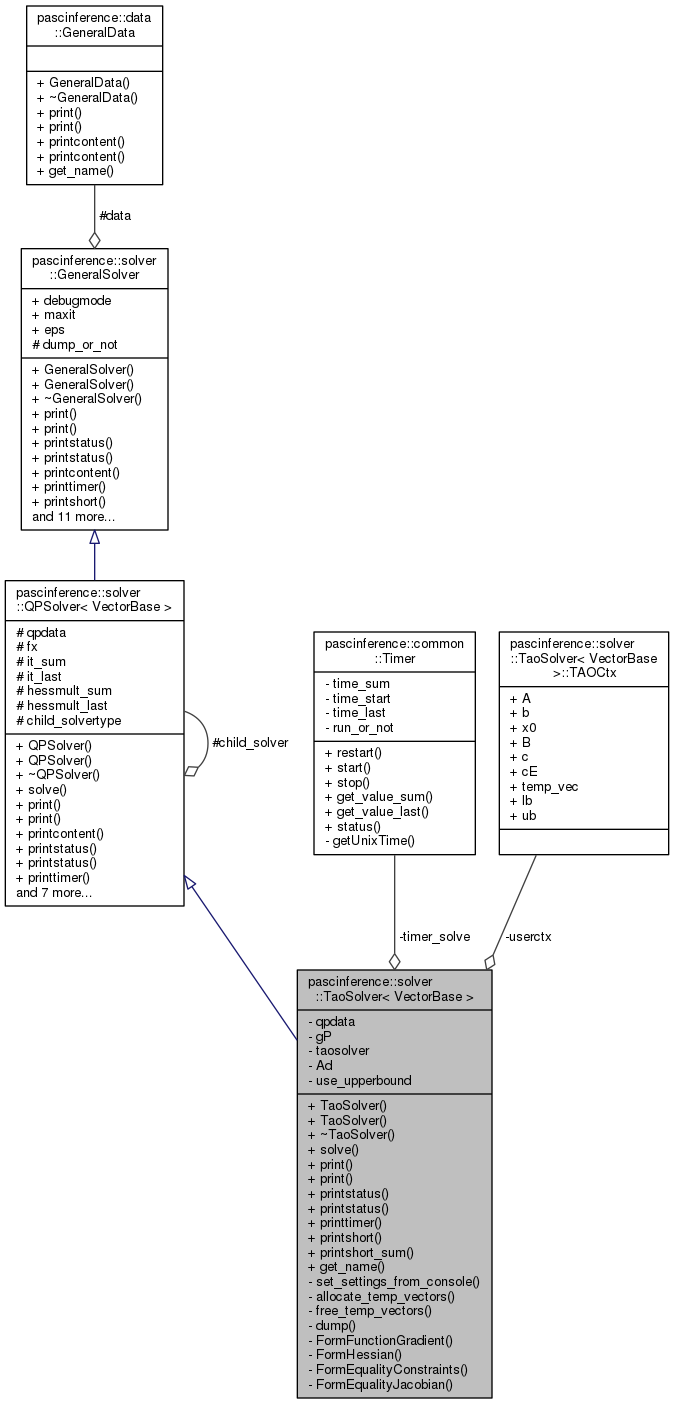 pascinference::data
::GeneralData
+ GeneralData()
+ ~GeneralData()
+ print()
+ print()
+ printcontent()
+ printcontent()
+ get_name()
#data
pascinference::solver
::GeneralSolver
+ debugmode
+ maxit
+ eps
# dump_or_not
+ GeneralSolver()
+ GeneralSolver()
+ ~GeneralSolver()
+ print()
+ print()
+ printstatus()
+ printstatus()
+ printcontent()
+ printtimer()
+ printshort()
and 11 more...
pascinference::solver
::QPSolver< VectorBase >
# qpdata
# fx
# it_sum
# it_last
# hessmult_sum
# hessmult_last
# child_solvertype
+ QPSolver()
+ QPSolver()
+ ~QPSolver()
+ solve()
+ print()
+ print()
+ printcontent()
+ printstatus()
+ printstatus()
+ printtimer()
and 7 more...
#child_solver
pascinference::common
::Timer
- time_sum
- time_start
- time_last
- run_or_not
+ restart()
+ start()
+ stop()
+ get_value_sum()
+ get_value_last()
+ status()
- getUnixTime()
pascinference::solver
::TaoSolver< VectorBase
>::TAOCtx
+ A
+ b
+ x0
+ B
+ c
+ cE
+ temp_vec
+ lb
+ ub
-timer_solve
-userctx
pascinference::solver
::TaoSolver< VectorBase >
- qpdata
- gP
- taosolver
- Ad
- use_upperbound
+ TaoSolver()
+ TaoSolver()
+ ~TaoSolver()
+ solve()
+ print()
+ print()
+ printstatus()
+ printstatus()
+ printtimer()
+ printshort()
+ printshort_sum()
+ get_name()
- set_settings_from_console()
- allocate_temp_vectors()
- free_temp_vectors()
- dump()
- FormFunctionGradient()
- FormHessian()
- FormEqualityConstraints()
- FormEqualityJacobian()